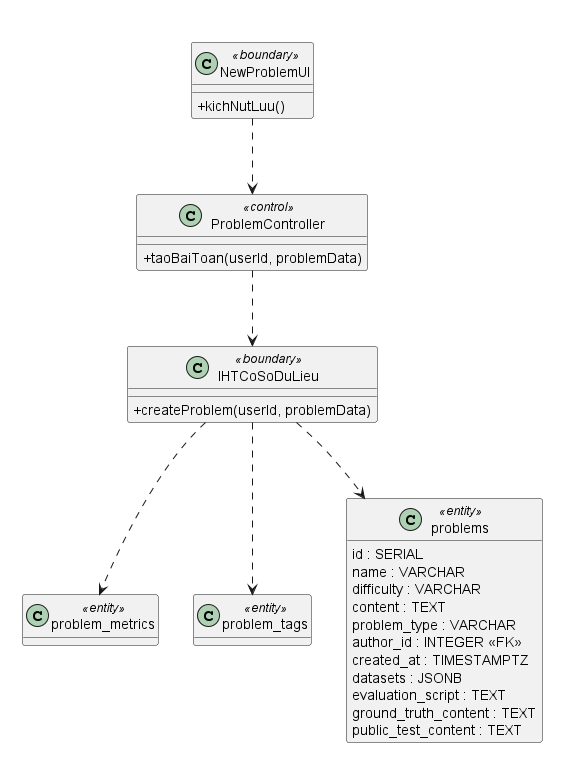 C
«boundary»
NewProblemUI
+kichNutLuu()
C
«control»
ProblemController
+taoBaiToan(userId, problemData)
C
«boundary»
IHTCoSoDuLieu
+createProblem(userId, problemData)
C
«entity»
problem_metrics
C
«entity»
problem_tags
C
«entity»
problems
id : SERIAL
name : VARCHAR
difficulty : VARCHAR
content : TEXT
problem_type : VARCHAR
author_id : INTEGER «FK»
created_at : TIMESTAMPTZ
datasets : JSONB
evaluation_script : TEXT
ground_truth_content : TEXT
public_test_content : TEXT